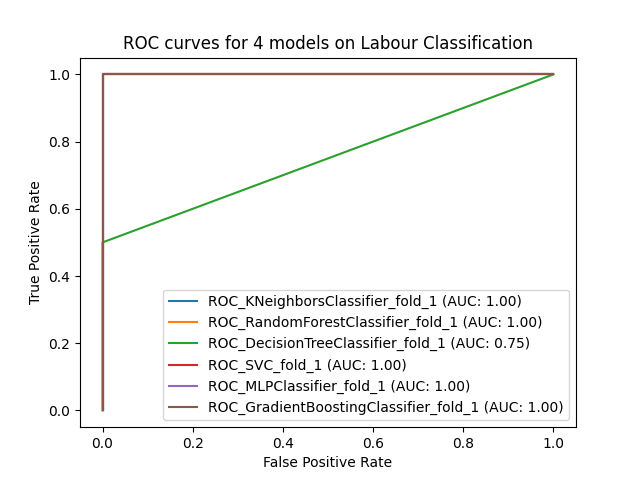 ROC curves for 4 models on Labour Classification
True Positive Rate
1.0
0.8
0.6
0.4
0.2
0.0
ROC_KNeighborsClassifier_fold_1 (AUC: 1.00)
ROC_RandomForestClassifier_fold_1 (AUC: 1.00)
ROC_DecisionTreeClassifier_fold_1 (AUC: 0.75)
ROC_SVC_fold_1 (AUC: 1.00)
ROC_MLPClassifier_fold_1 (AUC: 1.00)
ROC_GradientBoostingClassifier_fold_1 (AUC: 1.00)
0.0 0.2 0.4 0.6 0.8 1.0
False Positive Rate